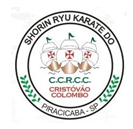 SHORIN RYU KARATE DO
C.C.R.C.C.
CRISTÓVÃO
COLOMBO
PIRACICABA - SP